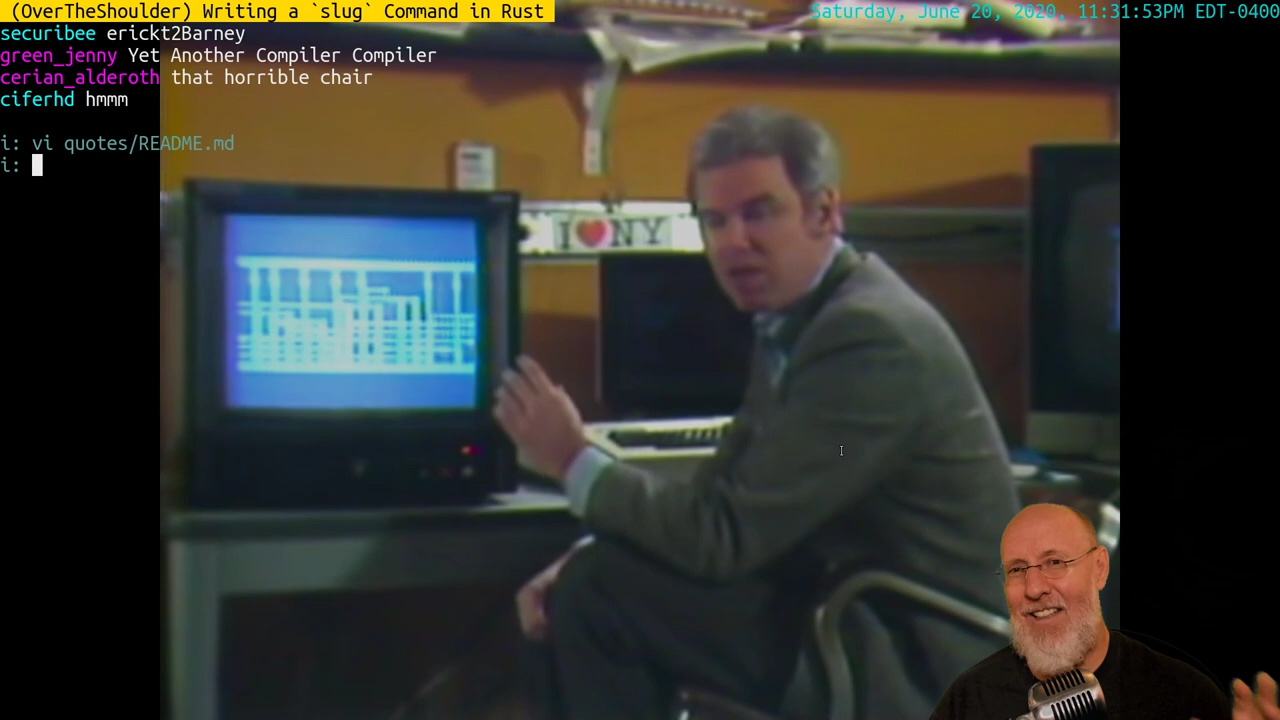 (OverTheShoulder) Writing a `slug` Command in Rust
Saturday, June 20, 2020, 11:31:53PM EDT-0400
securibee erickt2Barney
green_jenny Yet Another Compiler Compiler
cerian_alderoth that horrible chair
ciferhd hmmm
i: vi quotes/README.md
i:
I ❤ NY